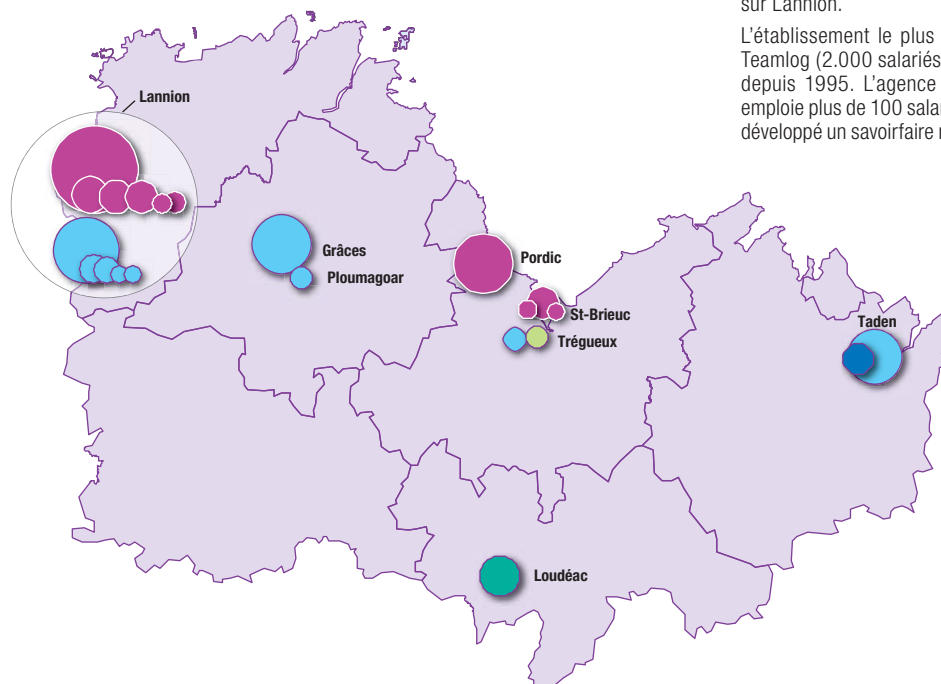 sur Lannion.
L'établissement le plus
Teamlog (2.000 salariés
depuis 1995. L'agence
emploie plus de 100 salar
développé un savoirfaire
Lannion
Grâces
Ploumagoar
Pordic
St-Brieuc
Trégueux
Taden
Loudéac